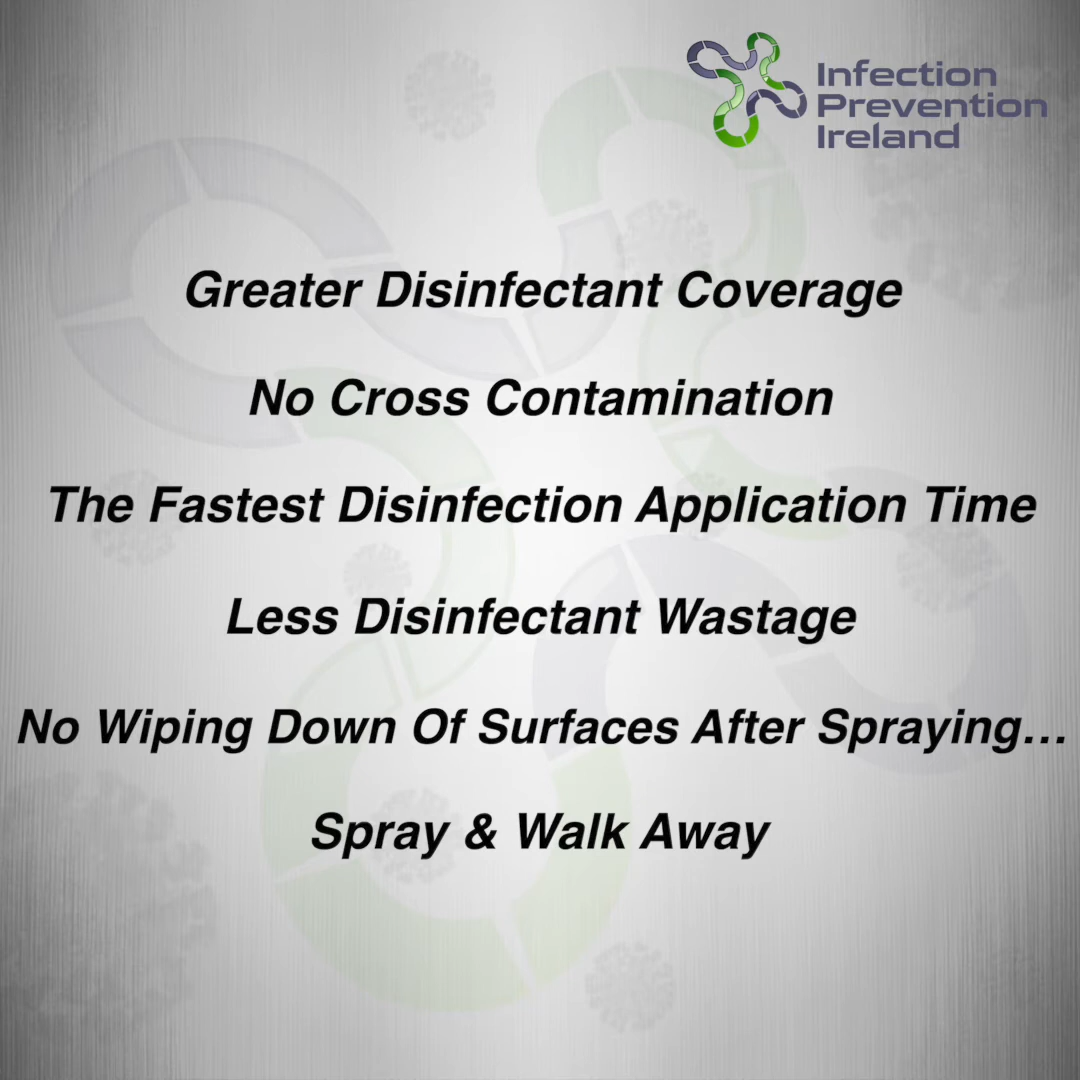 Infection
Prevention
Ireland
Greater Disinfectant Coverage
No Cross Contamination
The Fastest Disinfection Application Time
Less Disinfectant Wastage
No Wiping Down Of Surfaces After Spraying...
Spray & Walk Away